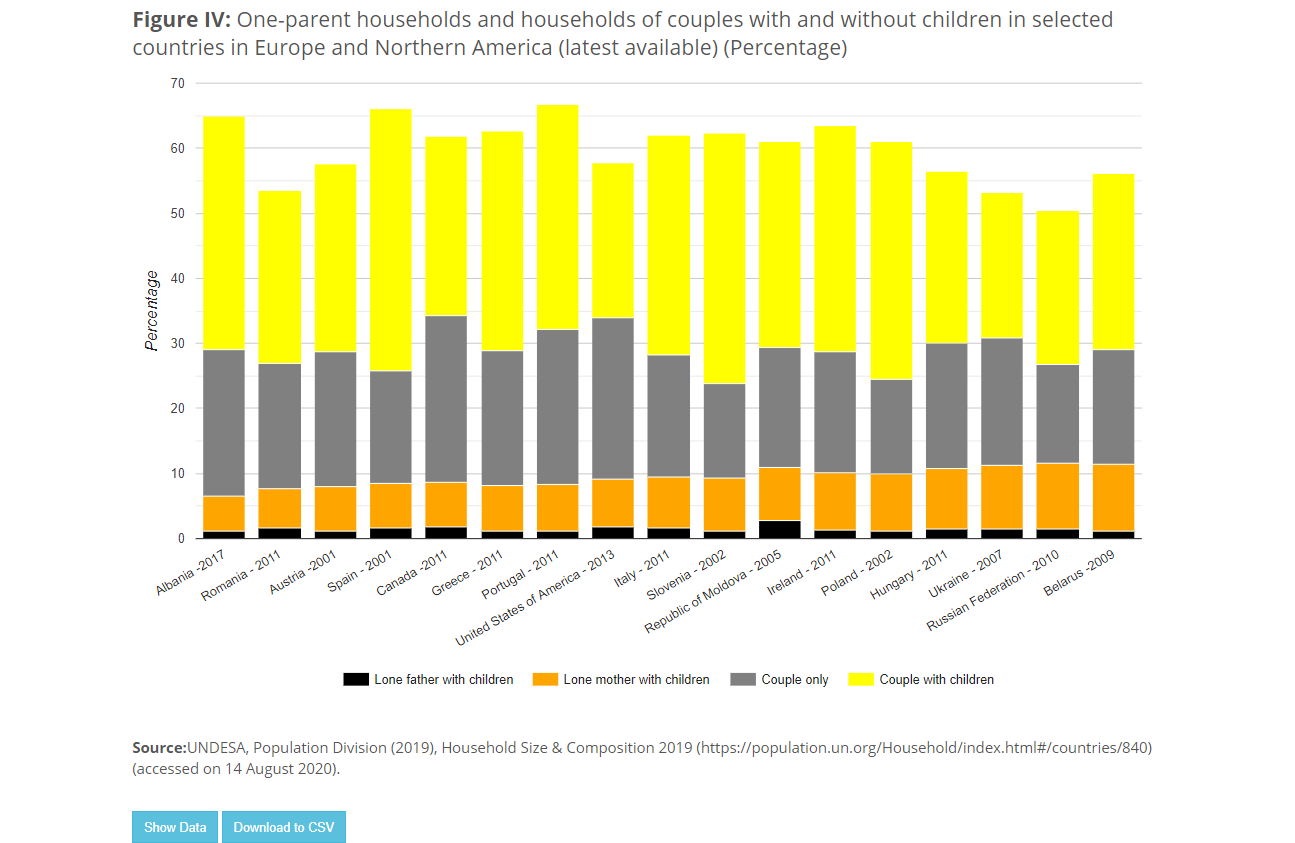 Figure IV: One-parent households and households of couples with and without children in selected
countries in Europe and Northern America (latest available) (Percentage)
70
60
50
40
30
20
10
0
Percentage
Albania -2017
Romania - 2011
Austria -2001
Spain - 2001
Canada -2011
Greece - 2011
Portugal - 2011
United States of America - 2013
Italy - 2011
Slovenia - 2002
Republic of Moldova - 2005
Ireland - 2011
Poland - 2002
Hungary - 2011
Ukraine - 2007
Russian Federation - 2010
Belarus -2009
Lone father with children Lone mother with children Couple only Couple with children
Source:UNDESA, Population Division (2019), Household Size & Composition 2019 (https://population.un.org/Household/index.html#/countries/840)
(accessed on 14 August 2020).
Show Data Download to CSV